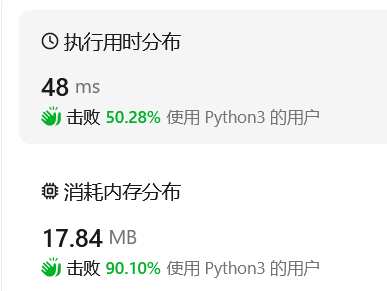 执行用时分布
48 ms
击败 50.28% 使用 Python3 的用户
消耗内存分布
17.84 MB
击败 90.10% 使用 Python3 的用户